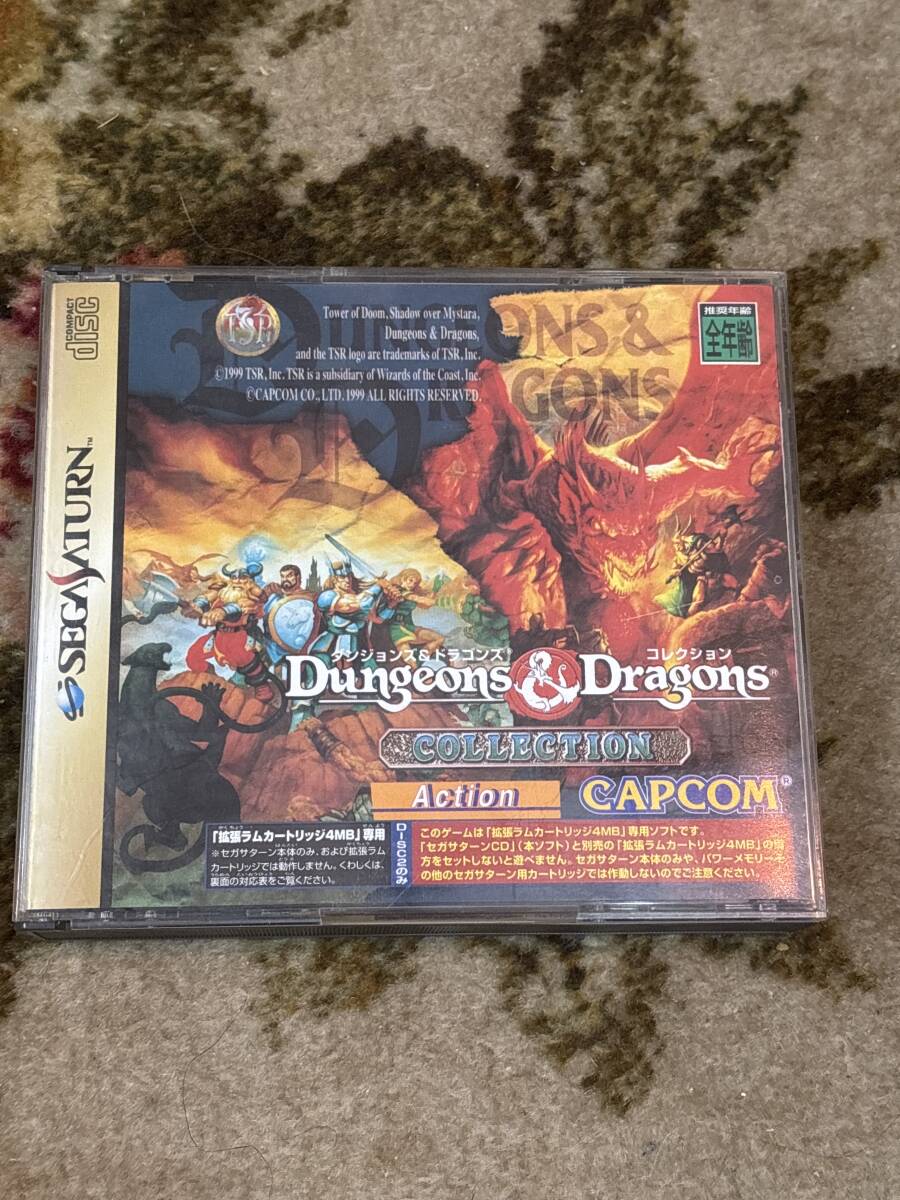 COMPACT
disc
SEGA SATURN™
TSR
Tower of Doom, Shadow over Mystara,
Dungeons & Dragons,
and the TSR logo are trademarks of TSR, Inc.
©1999 TSR, Inc. TSR is a subsidiary of Wizards of the Coast, Inc.
©CAPCOM CO., LTD. 1999 ALL RIGHTS RESERVED.
DUNGEONS &
DRAGONS
推奨年齢
全年齢
ダンジョンズ&ドラゴンズ コレクション
Dungeons & Dragons®
COLLECTION
Action
CAPCOM®
「拡張ラムカートリッジ4MB」専用
※セガサターン本体のみ、および拡張ラム
カートリッジでは動作しません。くわしくは、
裏面の対応表をご覧ください。
DISC2のみ
このゲームは「拡張ラムカートリッジ4MB」専用ソフトです。
「セガサターンCD」(本ソフト)と別売の「拡張ラムカートリッジ4MB」の両
方をセットしないと遊べません。セガサターン本体のみや、パワーメモリーそ
の他のセガサターン用カートリッジでは作動しないのでご注意ください。